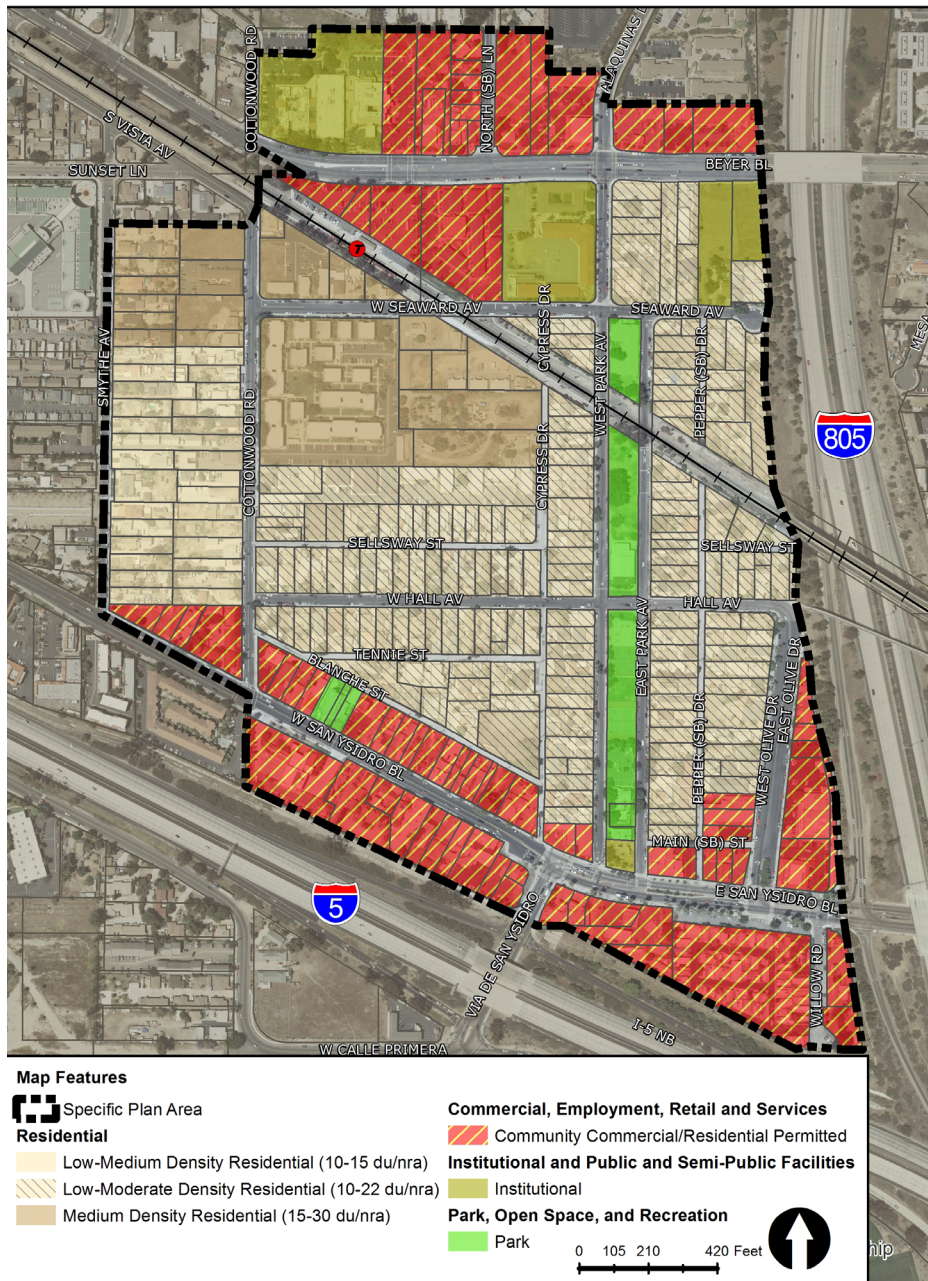 COTTONWOOD RD
NORTH (SB) LN
ALAQUINAS D
S VISTA AV
SUNSET LN
BEYER BL
T
W SEAWARD AV
CYPRESS DR
SEAWARD AV
WEST PARK AV
PEPPER (SB) DR
MESA
SMYTHE AV
COTTONWOOD RD
CYPRESS DR
805
SELLSWAY ST
SELLSWAY ST
W HALL AV
HALL AV
EAST PARK AV
TENNIE ST
BLANCHE ST
WEST OLIVE DR
EAST OLIVE DR
PEPPER (SB) DR
W SAN YSIDRO BL
MAIN (SB) ST
E SAN YSIDRO BL
5
VIA DE SAN YSIDRO
WILLOW RD
I-5 NB
W CALLE PRIMERA
Map Features
Specific Plan Area
Residential
Low-Medium Density Residential (10-15 du/nra)
Low-Moderate Density Residential (10-22 du/nra)
Medium Density Residential (15-30 du/nra)
Commercial, Employment, Retail and Services
Community Commercial/Residential Permitted
Institutional and Public and Semi-Public Facilities
Institutional
Park, Open Space, and Recreation
Park
0 105 210 420 Feet
hip